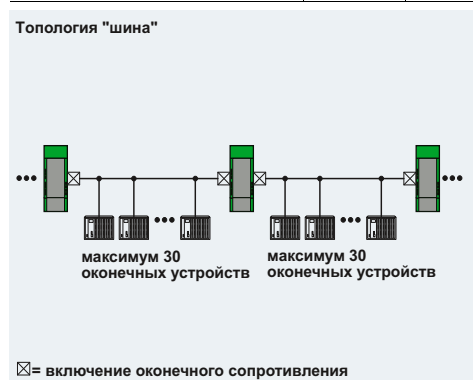 Топология "шина"
максимум 30
оконечных устройств
максимум 30
оконечных устройств
= включение оконечного сопротивления